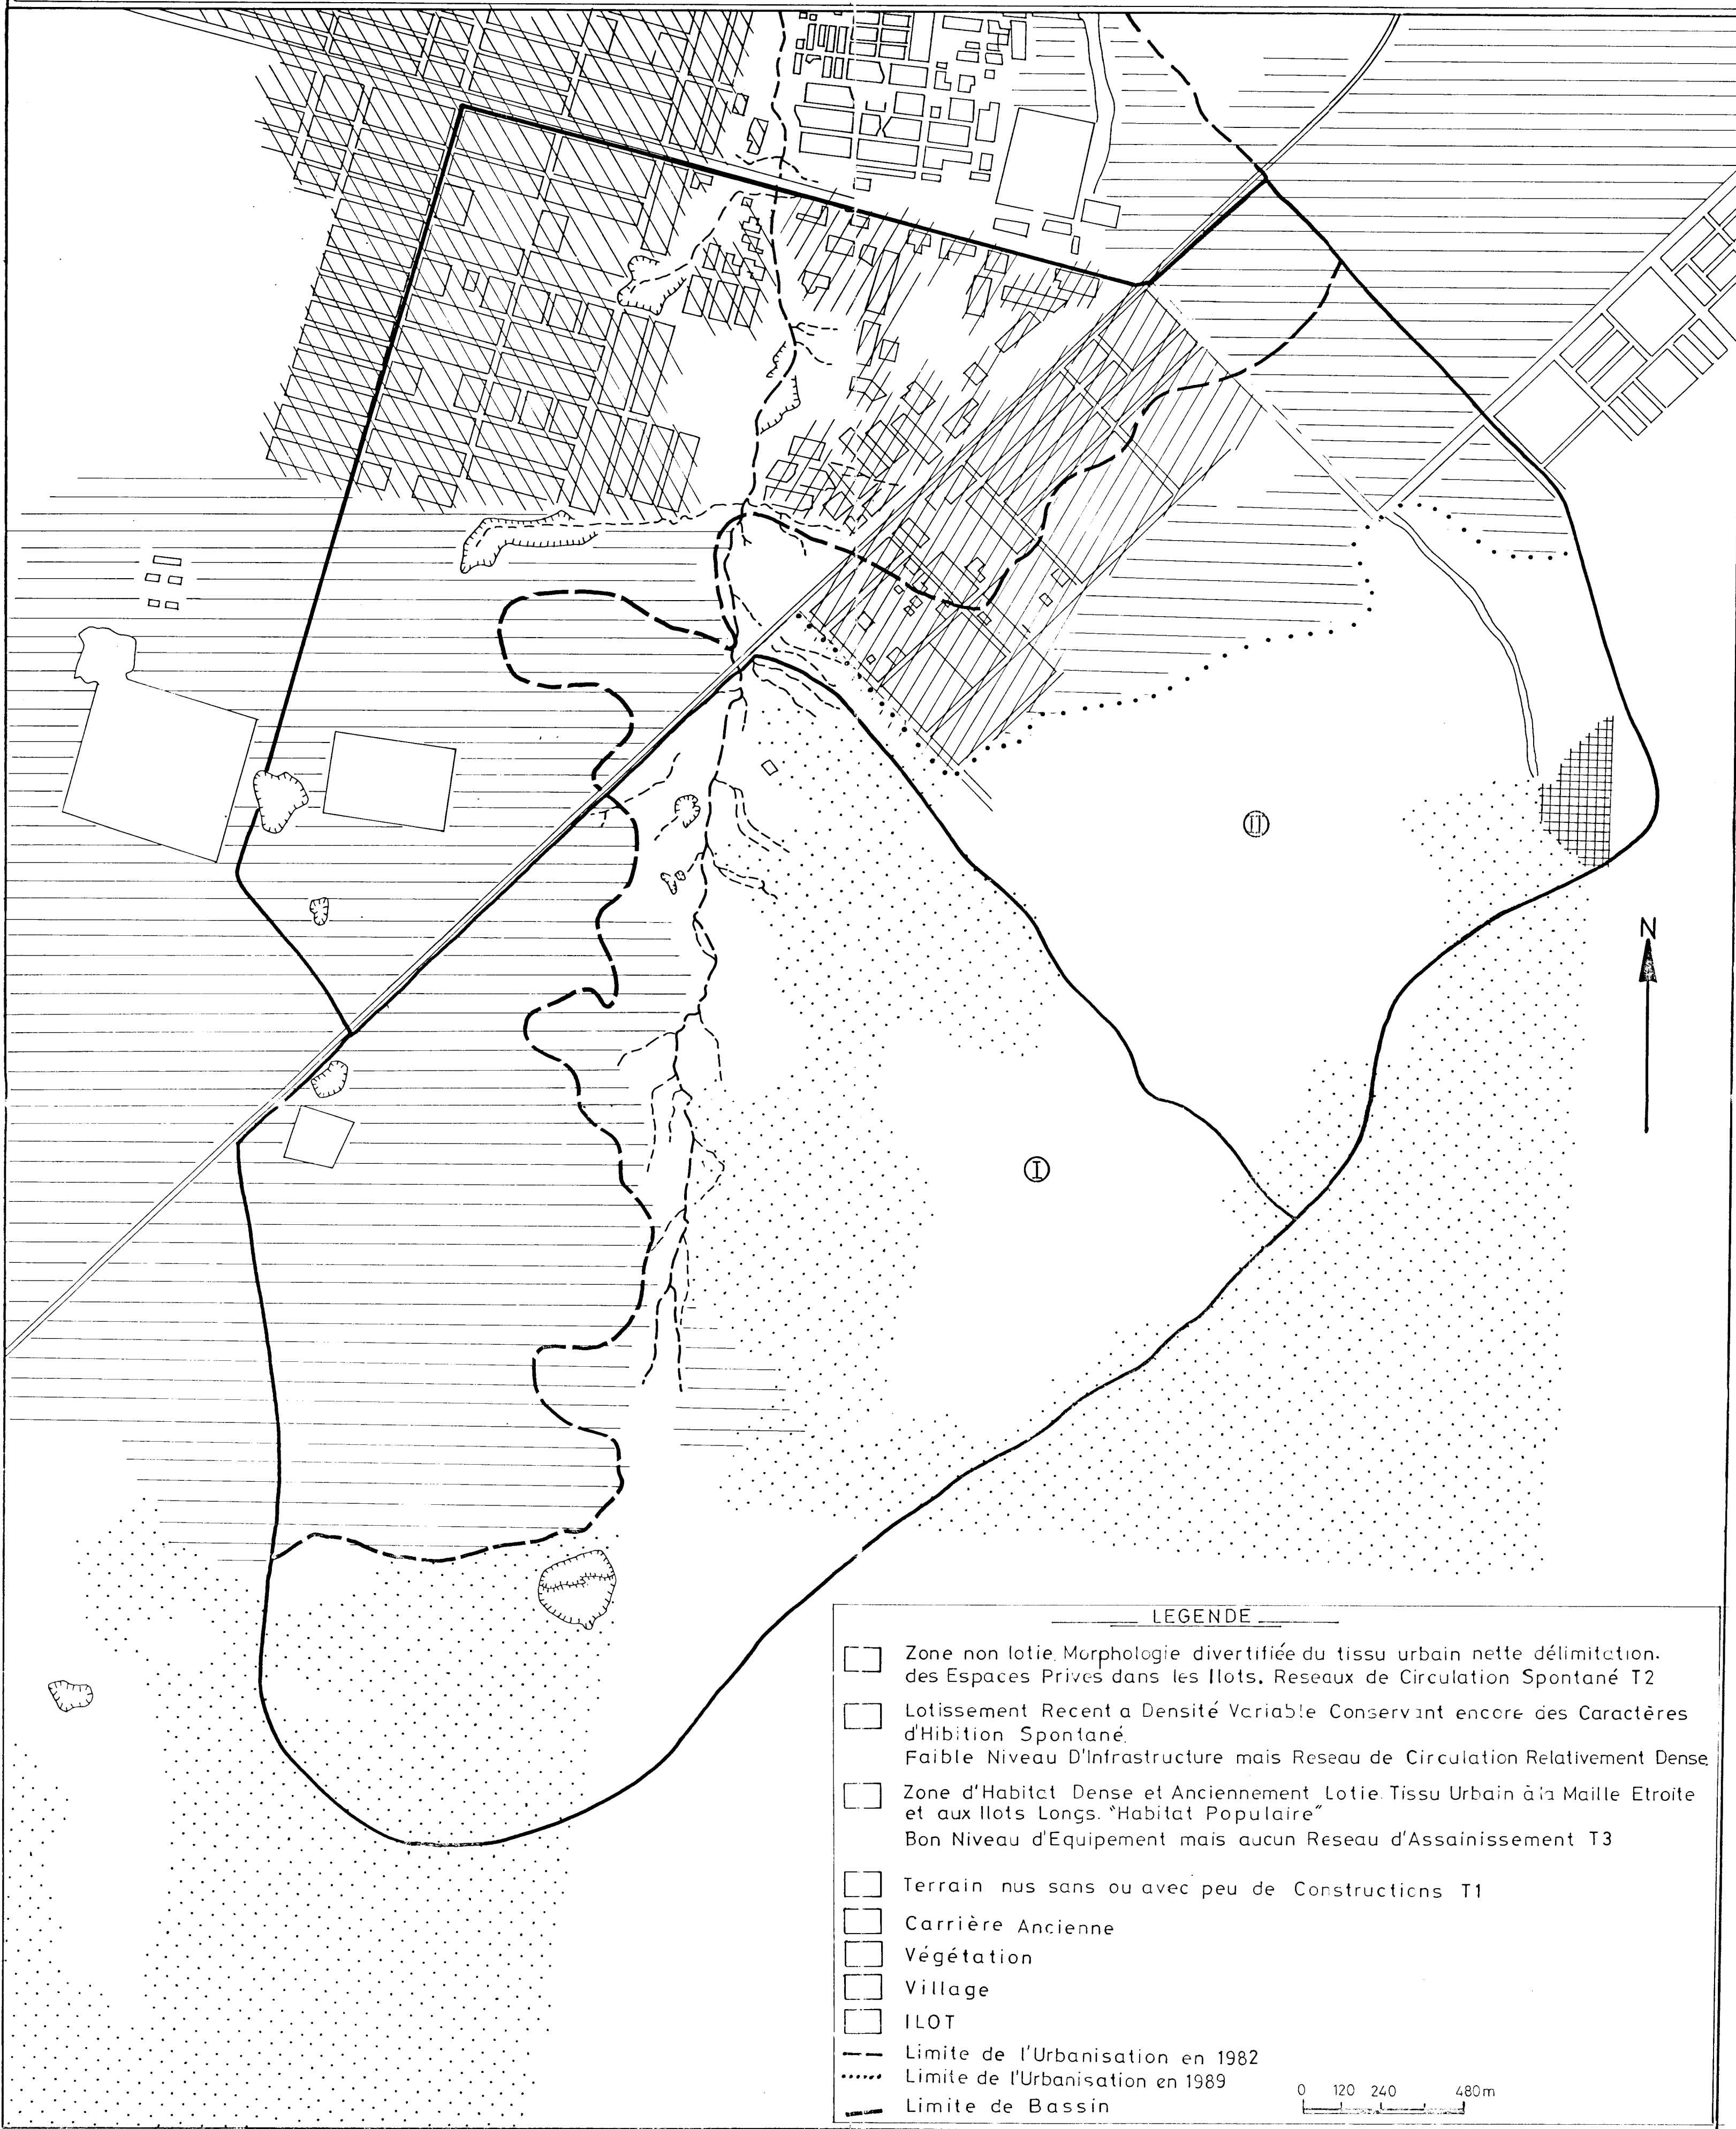 II
N
I
LEGENDE
Zone non lotie. Morphologie divertifiée du tissu urbain nette délimitation.
des Espaces Privés dans les Ilots. Reseaux de Circulation Spontané T2
Lotissement Recent a Densité Variable Conservant encore des Caractères
d'Hibition Spontané.
Faible Niveau D'Infrastructure mais Reseau de Circulation Relativement Dense.
Zone d'Habitat Dense et Anciennement Lotie. Tissu Urbain à la Maille Etroite
et aux Ilots Longs. "Habitat Populaire"
Bon Niveau d'Equipement mais aucun Reseau d'Assainissement T3
Terrain nus sans ou avec peu de Constructions T1
Carrière Ancienne
Végétation
Village
ILOT
Limite de l'Urbanisation en 1982
Limite de l'Urbanisation en 1989
Limite de Bassin
0 120 240 480m